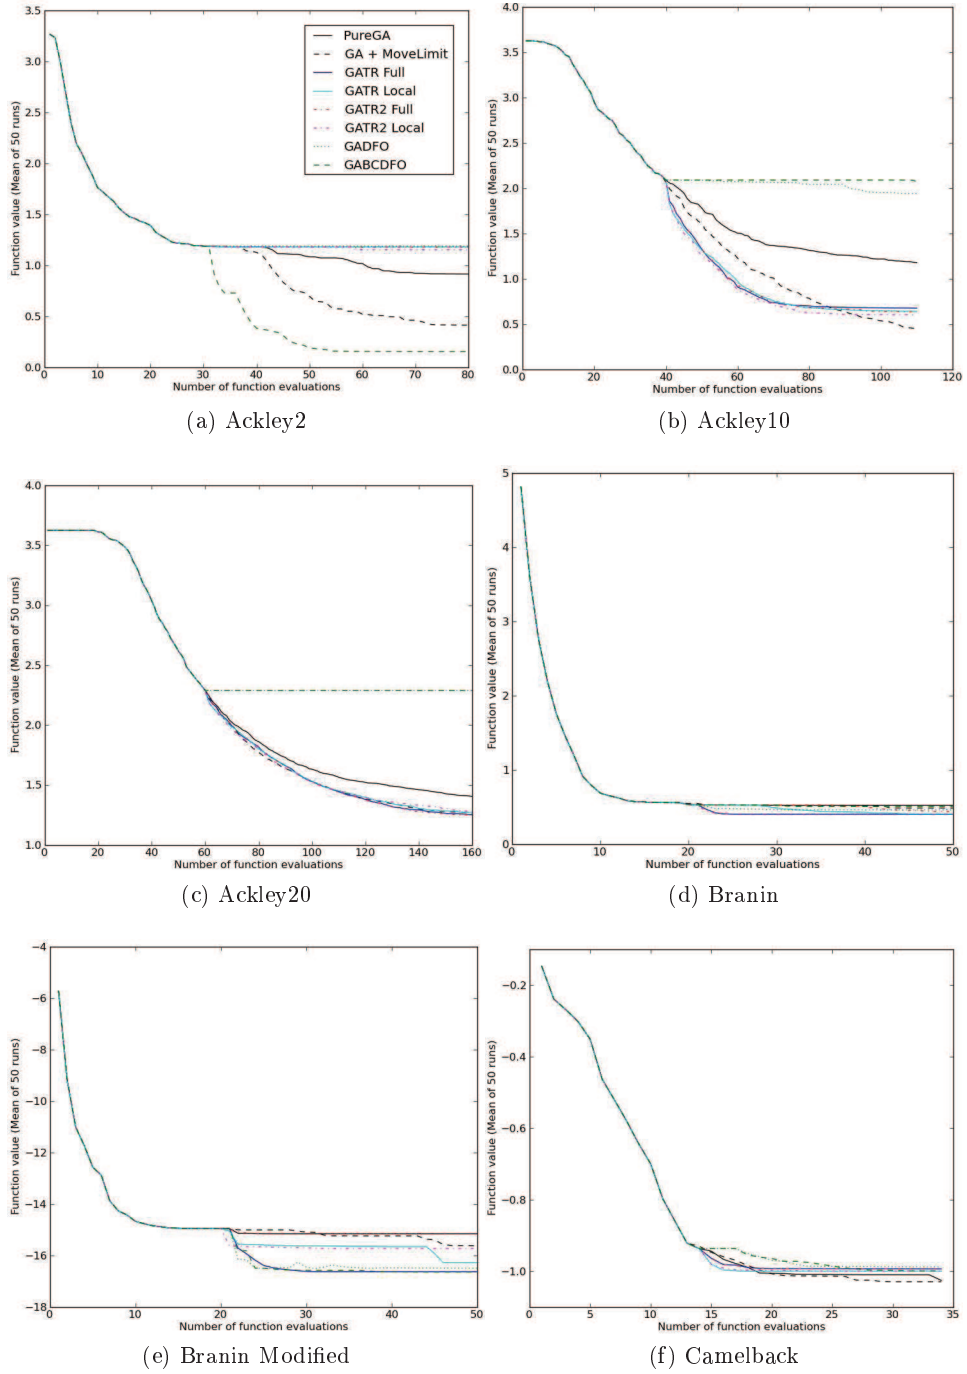 4.0
3.5
3.0
2.5
2.0
1.5
1.0
0.5
0.0
3.5
3.0
2.5
2.0
1.5
1.0
0.5
0.0
Function value (Mean of 50 runs)
Function value (Mean of 50 runs)
PureGA
GA + MoveLimit
GATR Full
GATR Local
GATR2 Full
GATR2 Local
GADFO
GABCDFO
0 10 20 30 40 50 60 70 80
0 20 40 60 80 100 120
Number of function evaluations
Number of function evaluations
(a) Ackley2
(b) Ackley10
4.0
3.5
3.0
2.5
2.0
1.5
1.0
5
4
3
2
1
0
Function value (Mean of 50 runs)
Function value (Mean of 50 runs)
0 20 40 60 80 100 120 140 160
0 10 20 30 40 50
Number of function evaluations
Number of function evaluations
(c) Ackley20
(d) Branin
−4
−6
−8
−10
−12
−14
−16
−18
−0.2
−0.4
−0.6
−0.8
−1.0
Function value (Mean of 50 runs)
Function value (Mean of 50 runs)
0 10 20 30 40 50
0 5 10 15 20 25 30 35
Number of function evaluations
Number of function evaluations
(e) Branin Modified
(f) Camelback